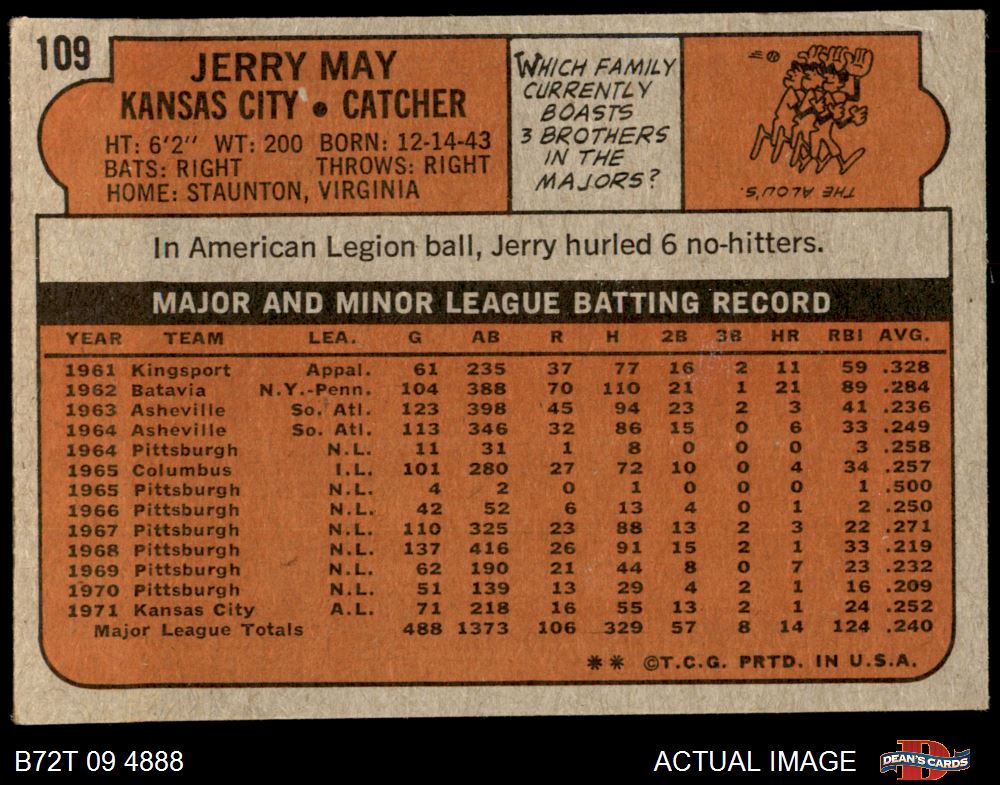 109
JERRY MAY
KANSAS CITY • CATCHER
HT: 6'2" WT: 200 BORN: 12-14-43
BATS: RIGHT THROWS: RIGHT
HOME: STAUNTON, VIRGINIA
WHICH FAMILY
CURRENTLY
BOASTS
3 BROTHERS
IN THE
MAJORS?
THE ALOU'S.
In American Legion ball, Jerry hurled 6 no-hitters.
MAJOR AND MINOR LEAGUE BATTING RECORD
YEAR TEAM LEA. G AB R H 2B 3B HR RBI AVG.
1961 Kingsport Appal. 61 235 37 77 16 2 11 59 .328
1962 Batavia N.Y.-Penn. 104 388 70 110 21 1 21 89 .284
1963 Asheville So. Atl. 123 398 45 94 23 2 3 41 .236
1964 Asheville So. Atl. 113 346 32 86 15 0 6 33 .249
1964 Pittsburgh N.L. 11 31 1 8 0 0 0 3 .258
1965 Columbus I.L. 101 280 27 72 10 0 4 34 .257
1965 Pittsburgh N.L. 4 2 0 1 0 0 0 1 .500
1966 Pittsburgh N.L. 42 52 6 13 4 0 1 2 .250
1967 Pittsburgh N.L. 110 325 23 88 13 2 3 22 .271
1968 Pittsburgh N.L. 137 416 26 91 15 2 1 33 .219
1969 Pittsburgh N.L. 62 190 21 44 8 0 7 23 .232
1970 Pittsburgh N.L. 51 139 13 29 4 2 1 16 .209
1971 Kansas City A.L. 71 218 16 55 13 2 1 24 .252
Major League Totals 488 1373 106 329 57 8 14 124 .240
** ©T.C.G. PRTD. IN U.S.A.
B72T 09 4888
ACTUAL IMAGE
DEAN'S CARDS